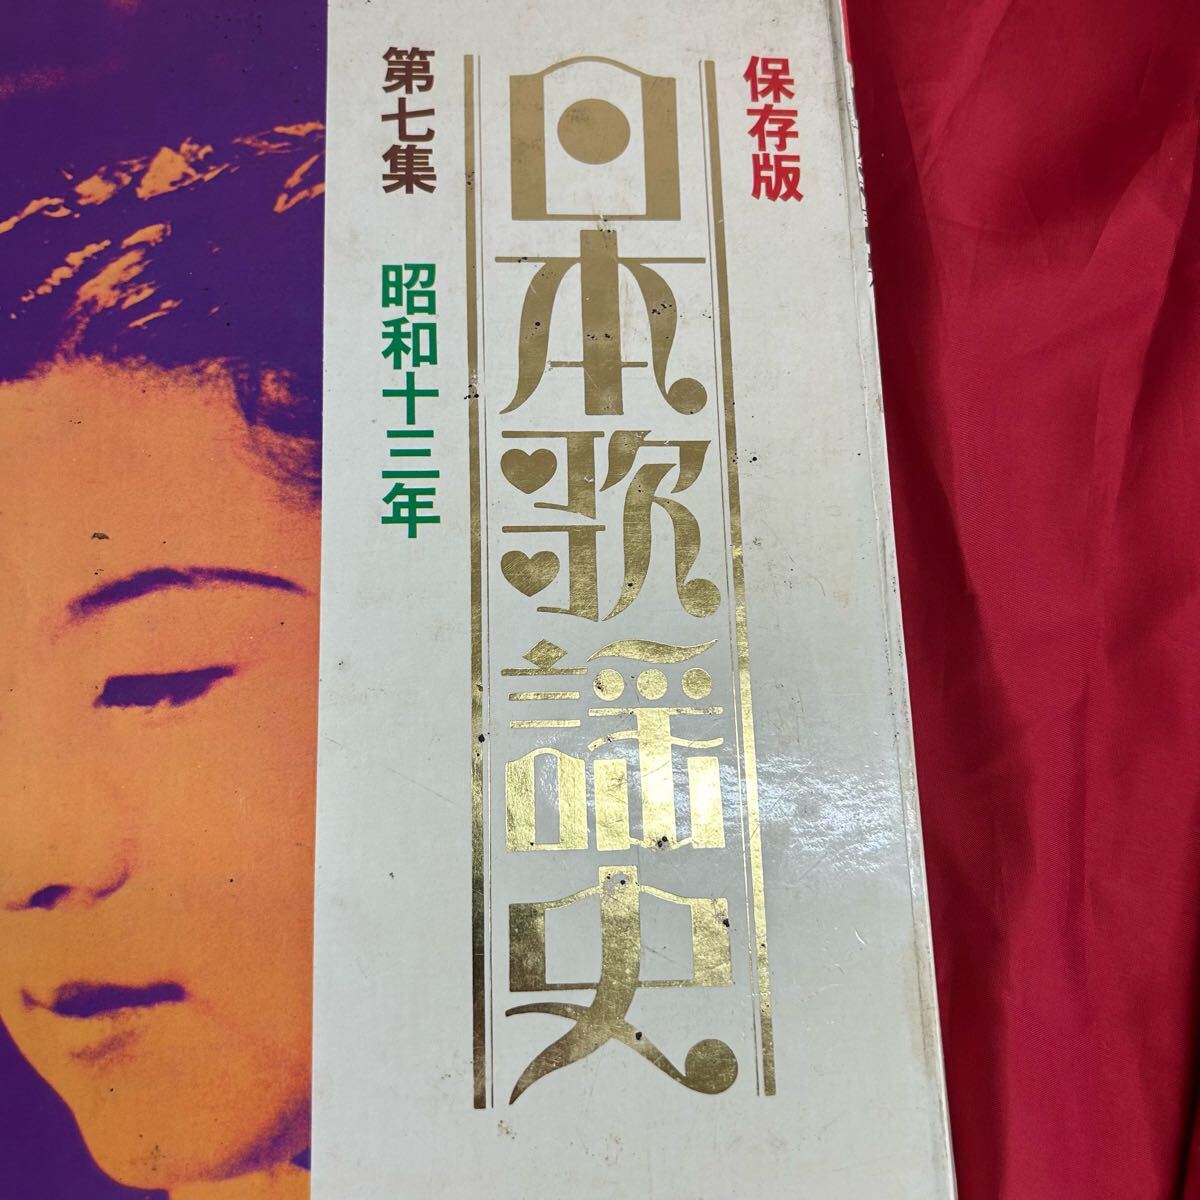 保存版
日本歌謡史
第七集 昭和十三年